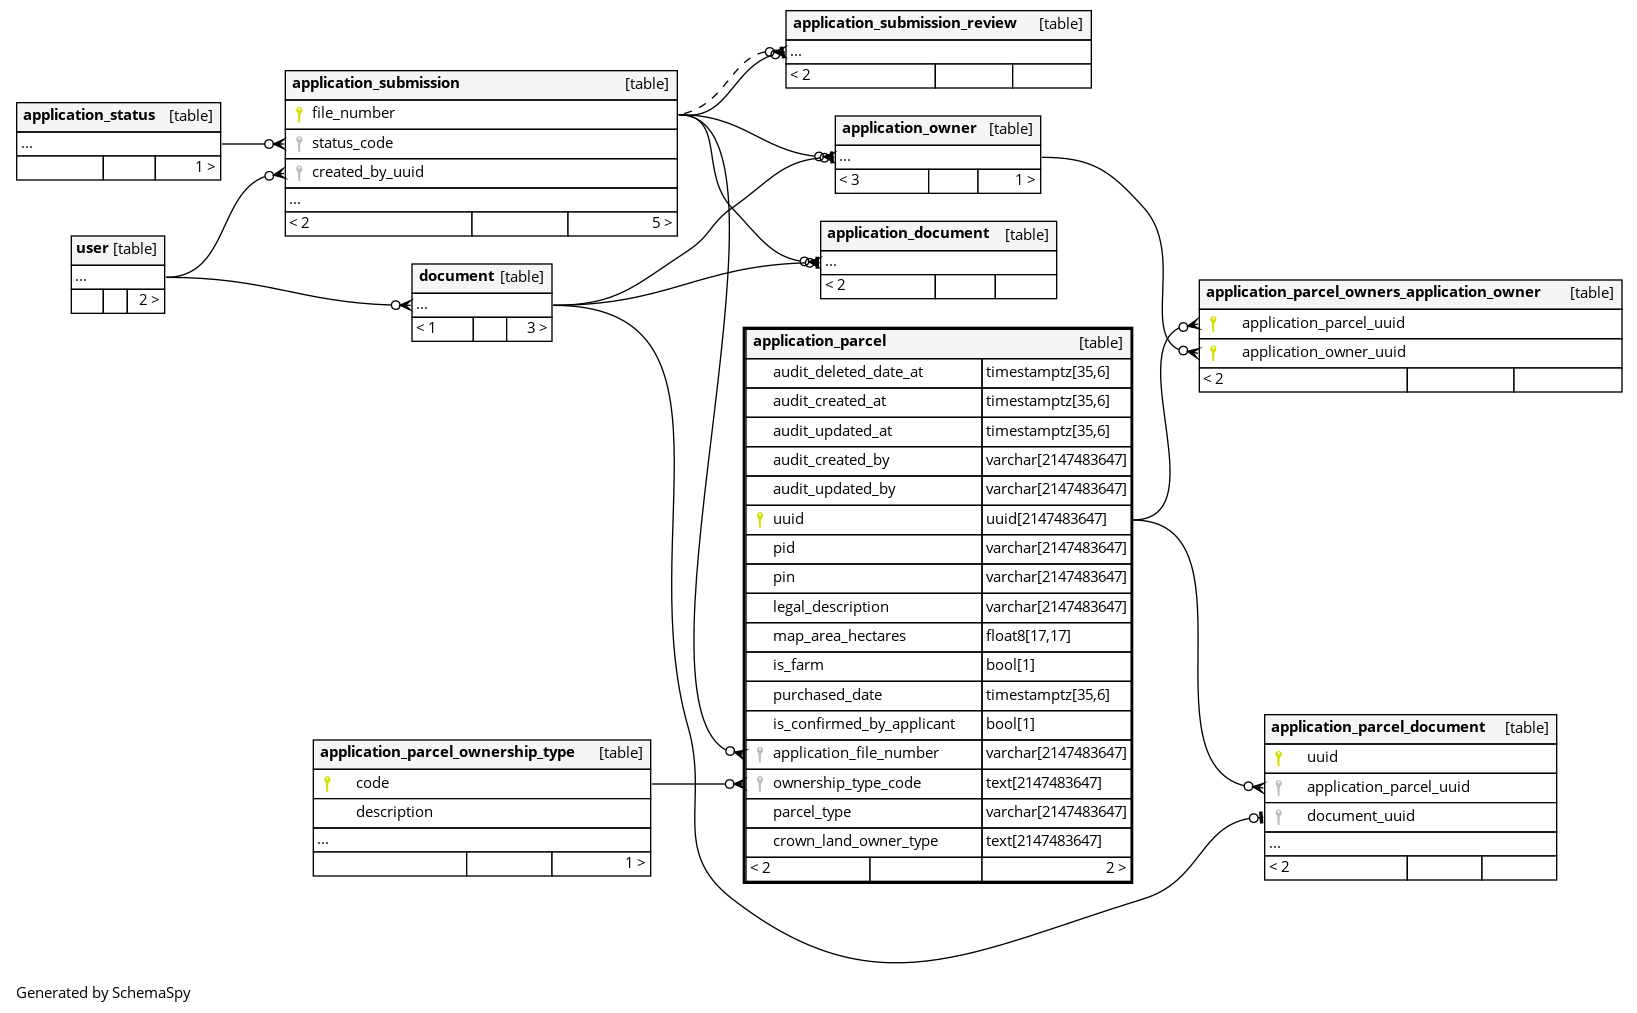 application_submission_review [table]
...
< 2
application_submission [table]
file_number
status_code
created_by_uuid
...
< 2 5 >
application_status [table]
...
1 >
application_owner [table]
...
< 3 1 >
user [table]
...
2 >
document [table]
...
< 1 3 >
application_document [table]
...
< 2
application_parcel_owners_application_owner [table]
application_parcel_uuid
application_owner_uuid
< 2
application_parcel [table]
audit_deleted_date_at timestamptz[35,6]
audit_created_at timestamptz[35,6]
audit_updated_at timestamptz[35,6]
audit_created_by varchar[2147483647]
audit_updated_by varchar[2147483647]
uuid uuid[2147483647]
pid varchar[2147483647]
pin varchar[2147483647]
legal_description varchar[2147483647]
map_area_hectares float8[17,17]
is_farm bool[1]
purchased_date timestamptz[35,6]
is_confirmed_by_applicant bool[1]
application_file_number varchar[2147483647]
ownership_type_code text[2147483647]
parcel_type varchar[2147483647]
crown_land_owner_type text[2147483647]
< 2 2 >
application_parcel_ownership_type [table]
code
description
...
1 >
application_parcel_document [table]
uuid
application_parcel_uuid
document_uuid
...
< 2
Generated by SchemaSpy